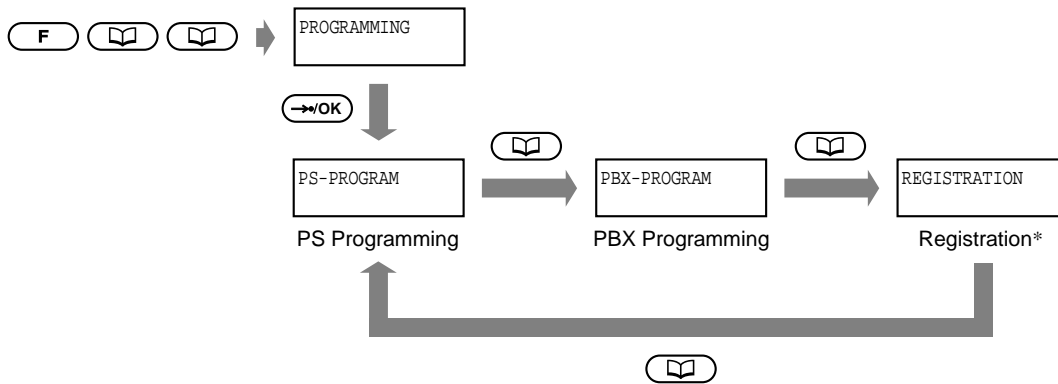 F
PROGRAMMING
/OK
PS-PROGRAM
PBX-PROGRAM
REGISTRATION
PS Programming
PBX Programming
Registration*